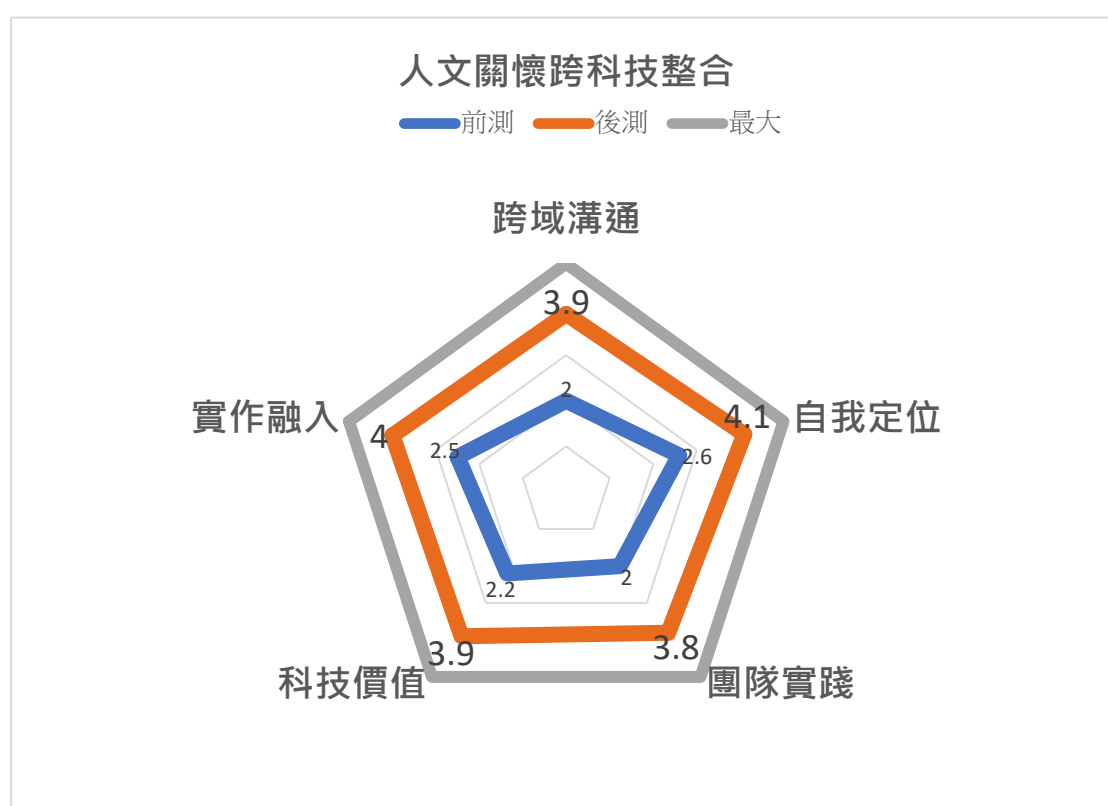 人文關懷跨科技整合
前測 後測 最大
跨域溝通
3.9
2
實作融入
4
2.5
2.6
4.1
自我定位
2.2
2
科技價值
3.9
3.8
團隊實踐